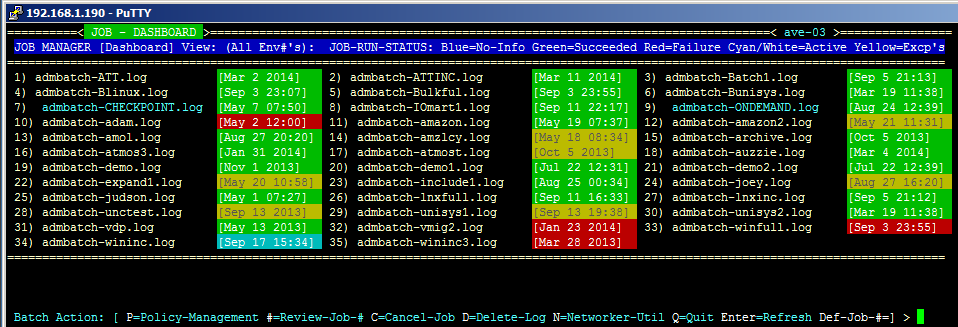 192.168.1.190 - PuTTY
< JOB - DASHBOARD > < ave-03 >
JOB MANAGER [Dashboard] View: (All Env#'s): JOB-RUN-STATUS: Blue=No-Info Green=Succeeded Red=Failure Cyan/White=Active Yellow=Excp's
1) admbatch-ATT.log [Mar 2 2014] 2) admbatch-ATTINC.log [Mar 11 2014] 3) admbatch-Batch1.log [Sep 5 21:13]
4) admbatch-Blinux.log [Sep 3 23:07] 5) admbatch-Bulkful.log [Sep 3 23:55] 6) admbatch-Bunisys.log [Mar 19 11:38]
7) admbatch-CHECKPOINT.log [May 7 07:50] 8) admbatch-IOmart1.log [Sep 11 22:17] 9) admbatch-ONDEMAND.log [Aug 24 12:39]
10) admbatch-adam.log [May 2 12:00] 11) admbatch-amazon.log [May 19 07:37] 12) admbatch-amazon2.log [May 21 11:31]
13) admbatch-amol.log [Aug 27 20:20] 14) admbatch-amzlcy.log [May 18 08:34] 15) admbatch-archive.log [Oct 5 2013]
16) admbatch-atmos3.log [Jan 31 2014] 17) admbatch-atmost.log [Oct 5 2013] 18) admbatch-auzzie.log [Mar 4 2014]
19) admbatch-demo.log [Nov 1 2013] 20) admbatch-demo1.log [Jul 22 12:31] 21) admbatch-demo2.log [Jul 22 12:39]
22) admbatch-expand1.log [May 20 10:58] 23) admbatch-include1.log [Aug 25 00:34] 24) admbatch-joey.log [Aug 27 16:20]
25) admbatch-judson.log [May 1 07:27] 26) admbatch-lnxfull.log [Sep 11 16:33] 27) admbatch-lnxinc.log [Sep 5 21:12]
28) admbatch-unctest.log [Sep 13 2013] 29) admbatch-unisys1.log [Sep 13 19:38] 30) admbatch-unisys2.log [Mar 19 11:38]
31) admbatch-vdp.log [May 13 2013] 32) admbatch-vmig2.log [Jan 23 2014] 33) admbatch-winfull.log [Sep 3 23:55]
34) admbatch-wininc.log [Sep 17 15:34] 35) admbatch-wininc3.log [Mar 28 2013]
Batch Action: [ P=Policy-Management #=Review-Job-# C=Cancel-Job D=Delete-Log N=Networker-Util Q=Quit Enter=Refresh Def-Job-#=] >